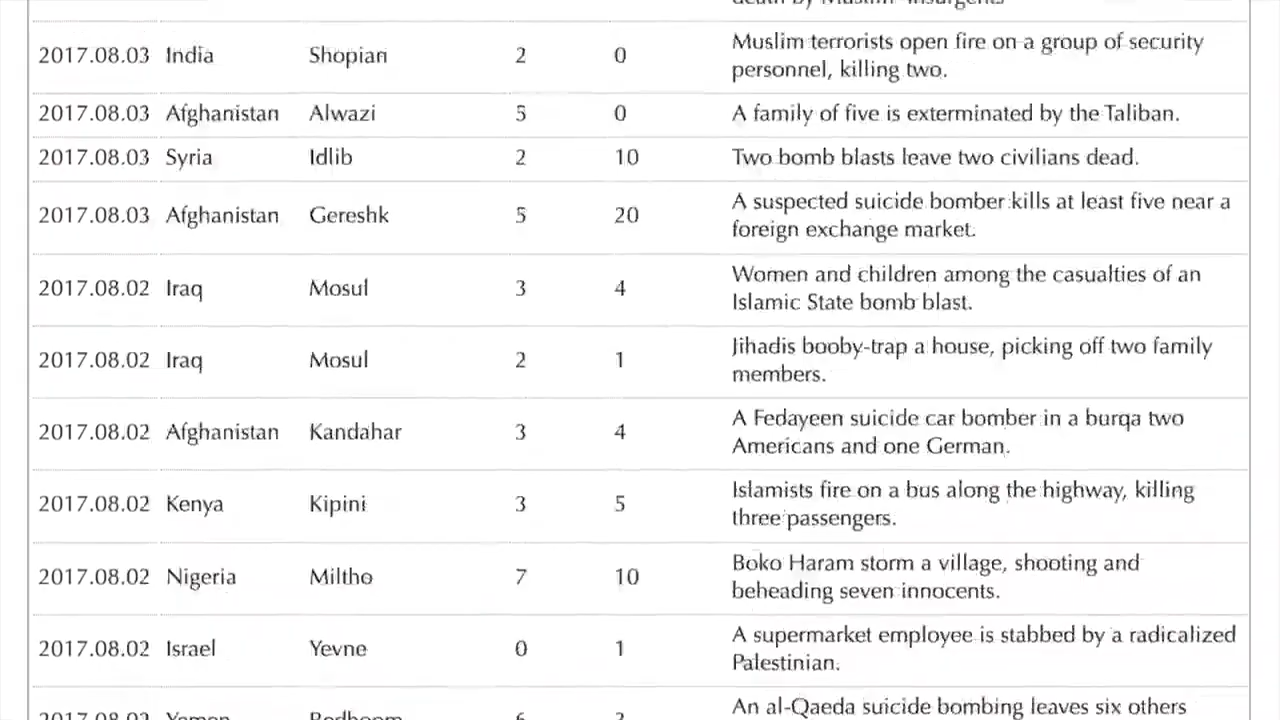 2017.08.03 India Shopian 2 0 Muslim terrorists open fire on a group of security
personnel, killing two.
2017.08.03 Afghanistan Alwazi 5 0 A family of five is exterminated by the Taliban.
2017.08.03 Syria Idlib 2 10 Two bomb blasts leave two civilians dead.
2017.08.03 Afghanistan Gereshk 5 20 A suspected suicide bomber kills at least five near a
foreign exchange market.
2017.08.02 Iraq Mosul 3 4 Women and children among the casualties of an
Islamic State bomb blast.
2017.08.02 Iraq Mosul 2 1 Jihadis booby-trap a house, picking off two family
members.
2017.08.02 Afghanistan Kandahar 3 4 A Fedayeen suicide car bomber in a burqa two
Americans and one German.
2017.08.02 Kenya Kipini 3 5 Islamists fire on a bus along the highway, killing
three passengers.
2017.08.02 Nigeria Miltho 7 10 Boko Haram storm a village, shooting and
beheading seven innocents.
2017.08.02 Israel Yevne 0 1 A supermarket employee is stabbed by a radicalized
Palestinian.
An al-Qaeda suicide bombing leaves six others